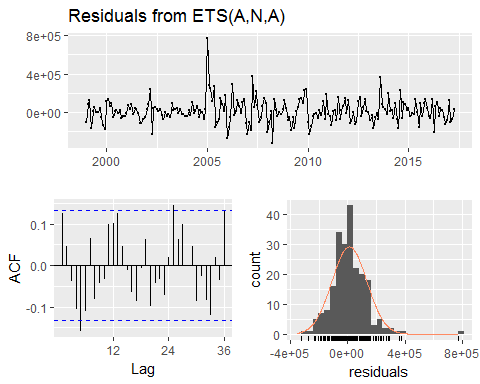 Residuals from ETS(A,N,A)
8e+05
4e+05
0e+00
2000 2005 2010 2015
0.1
0.0
-0.1
ACF
12 24 36
Lag
40
30
20
10
0
count
-4e+05 0e+00 4e+05 8e+05
residuals